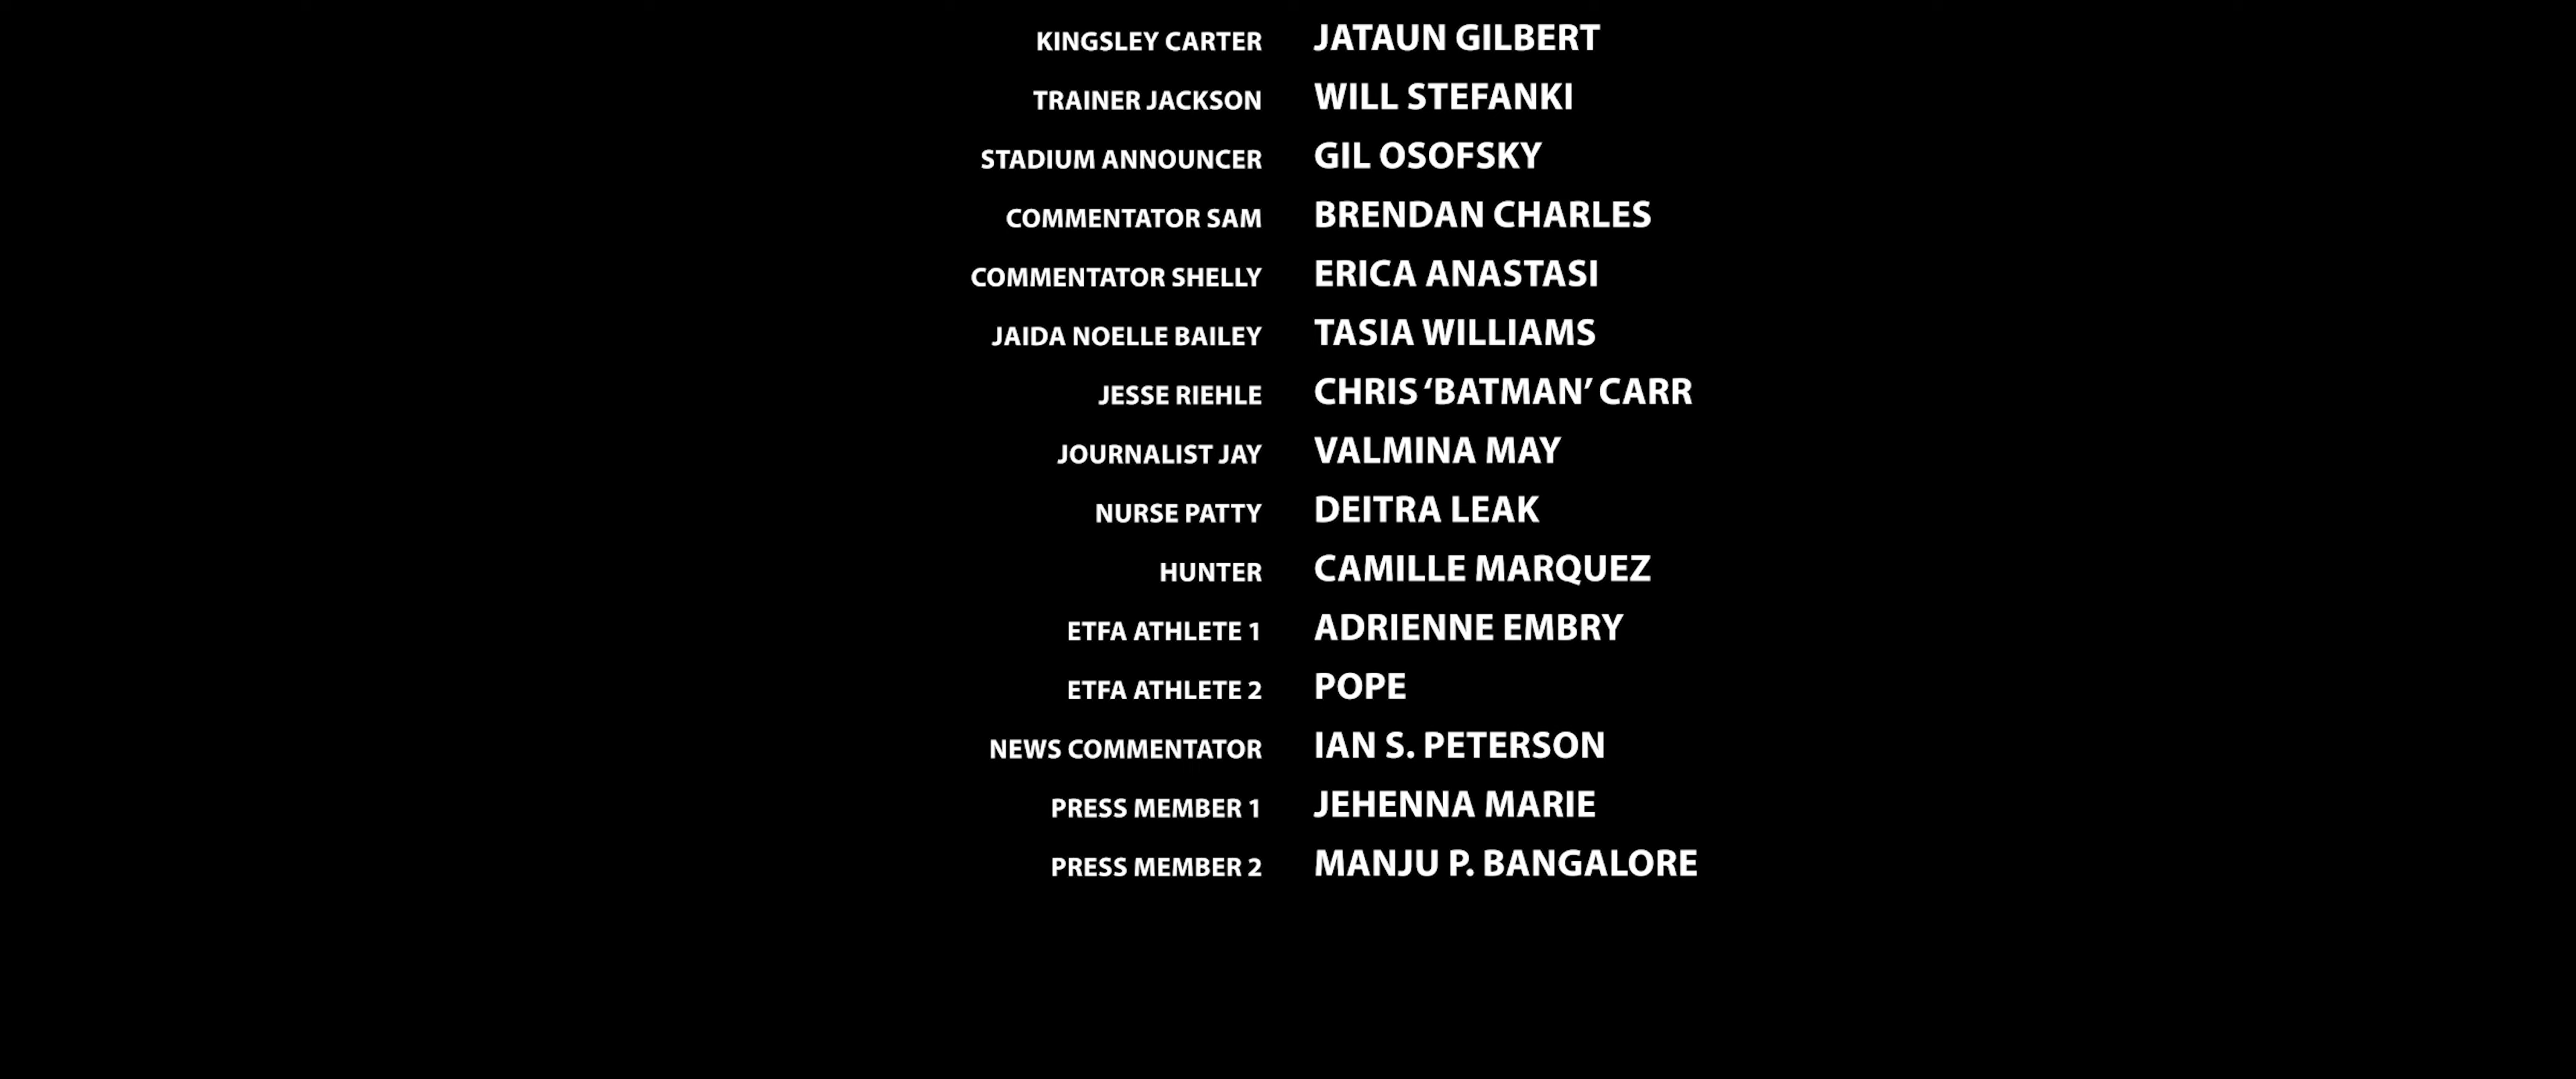 KINGSLEY CARTER JATAUN GILBERT
TRAINER JACKSON WILL STEFANKI
STADIUM ANNOUNCER GIL OSOFSKY
COMMENTATOR SAM BRENDAN CHARLES
COMMENTATOR SHELLY ERICA ANASTASI
JAIDA NOELLE BAILEY TASIA WILLIAMS
JESSE RIEHLE CHRIS ‘BATMAN’ CARR
JOURNALIST JAY VALMINA MAY
NURSE PATTY DEITRA LEAK
HUNTER CAMILLE MARQUEZ
ETFA ATHLETE 1 ADRIENNE EMBRY
ETFA ATHLETE 2 POPE
NEWS COMMENTATOR IAN S. PETERSON
PRESS MEMBER 1 JEHENNA MARIE
PRESS MEMBER 2 MANJU P. BANGALORE